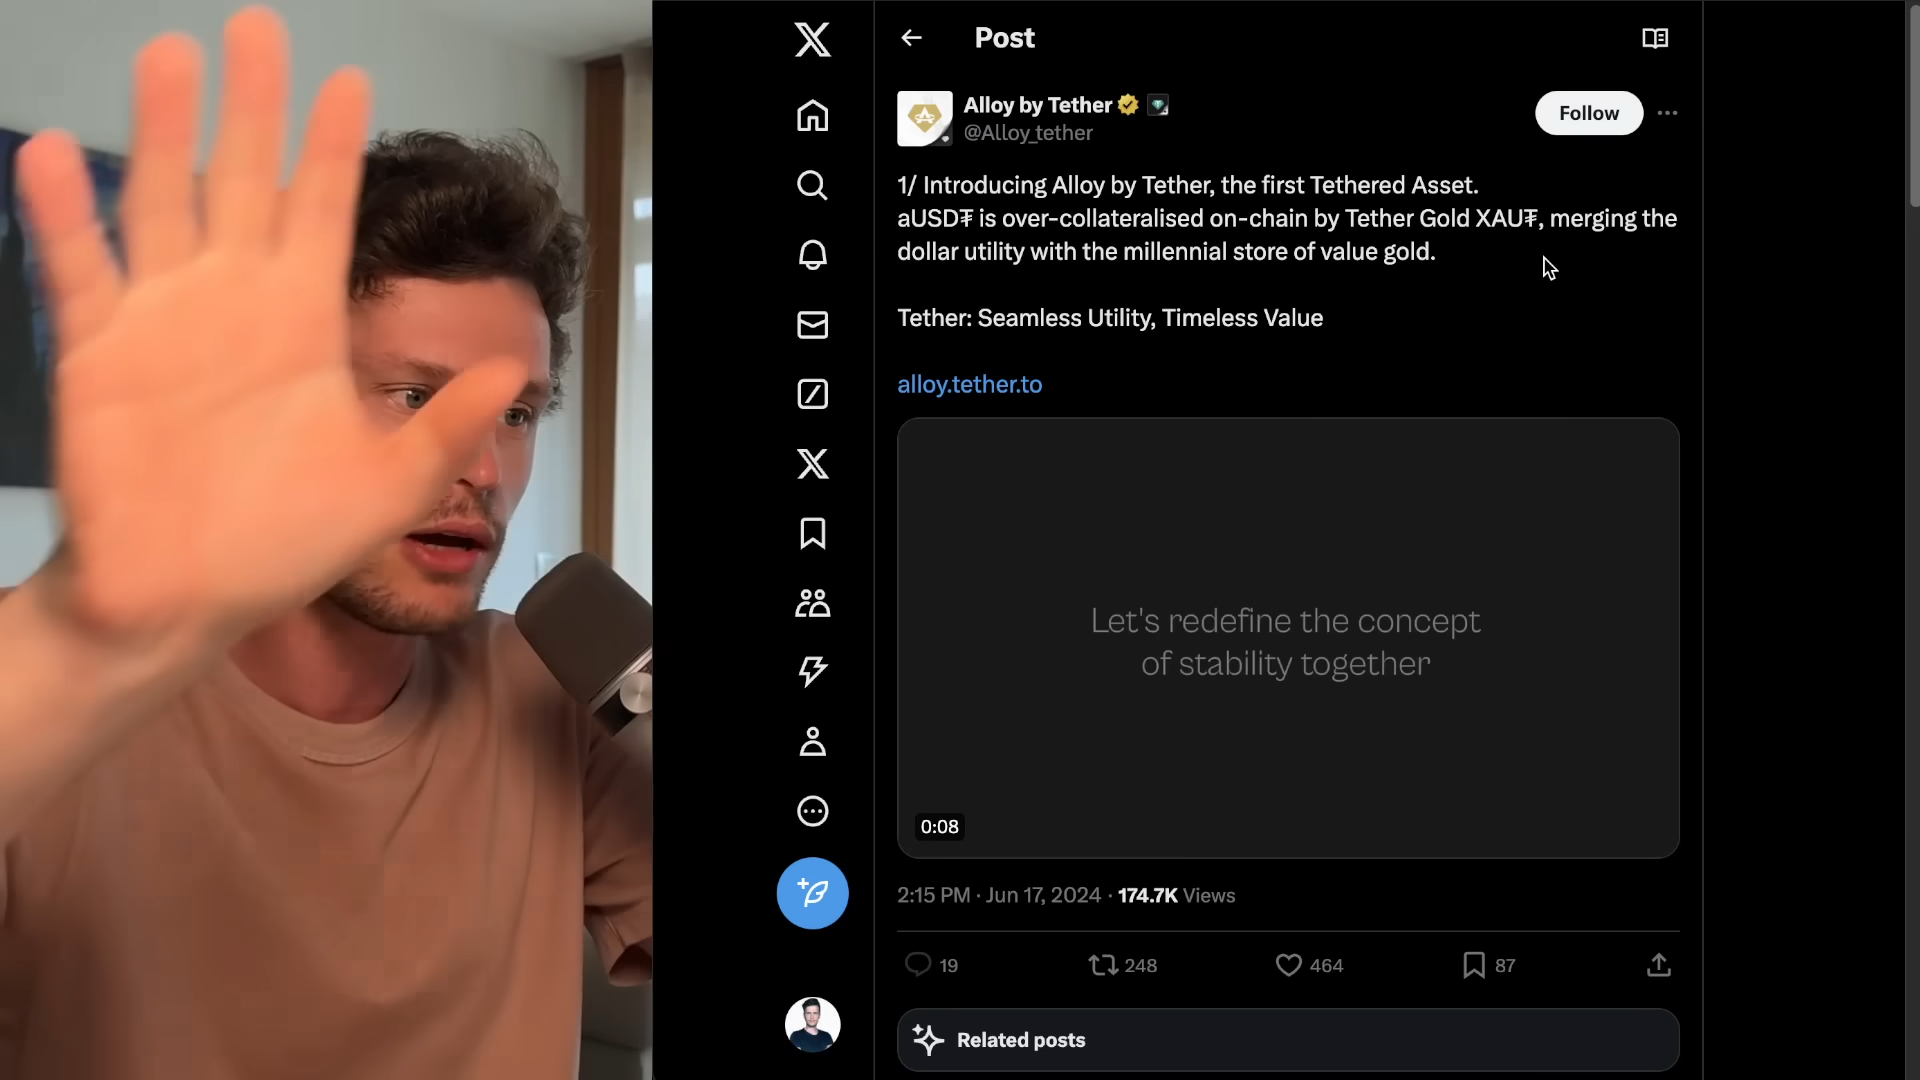 Post
Alloy by Tether
@Alloy_tether
Follow
1/ Introducing Alloy by Tether, the first Tethered Asset.
aUSD₮ is over-collateralised on-chain by Tether Gold XAU₮, merging the
dollar utility with the millennial store of value gold.
Tether: Seamless Utility, Timeless Value
alloy.tether.to
Let's redefine the concept
of stability together
0:08
2:15 PM · Jun 17, 2024 · 174.7K Views
19 248 464 87
Related posts